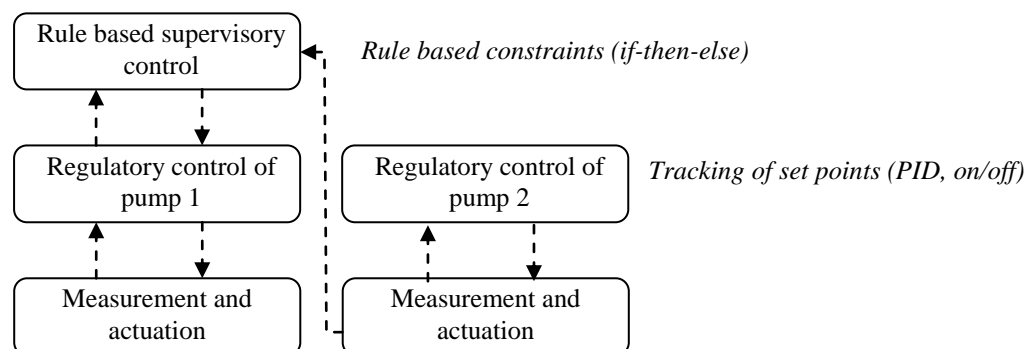 Rule based supervisory
control
Rule based constraints (if-then-else)
Regulatory control of
pump 1
Regulatory control of
pump 2
Tracking of set points (PID, on/off)
Measurement and
actuation
Measurement and
actuation